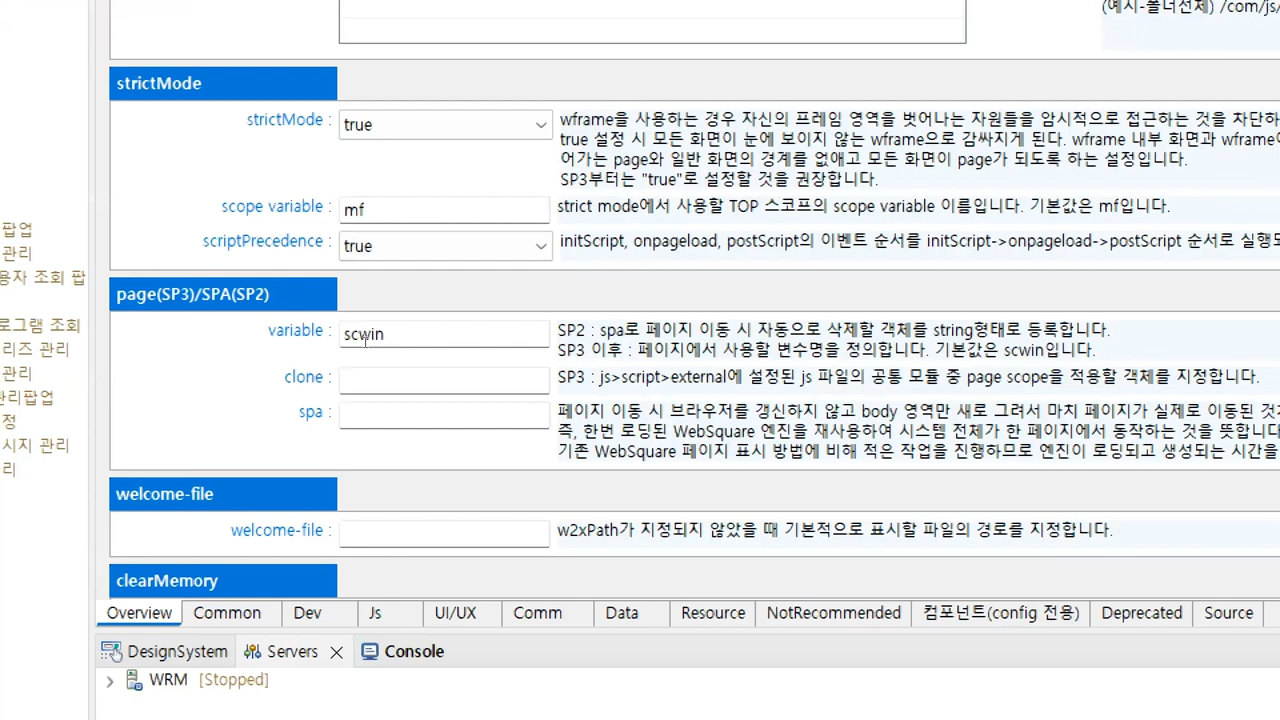 (예시-폴더전체) /com/js/
strictMode
strictMode :
true
wframe을 사용하는 경우 자신의 프레임 영역을 벗어나는 자원들을 암시적으로 접근하는 것을 차단하
true 설정 시 모든 화면이 눈에 보이지 않는 wframe으로 감싸지게 된다. wframe 내부 화면과 wframe에
어가는 page와 일반 화면의 경계를 없애고 모든 화면이 page가 되도록 하는 설정입니다.
SP3부터는 "true"로 설정할 것을 권장합니다.
scope variable :
mf
strict mode에서 사용할 TOP 스코프의 scope variable 이름입니다. 기본값은 mf입니다.
scriptPrecedence :
true
initScript, onpageload, postScript의 이벤트 순서를 initScript->onpageload->postScript 순서로 실행되
page(SP3)/SPA(SP2)
variable :
scwin
SP2 : spa로 페이지 이동 시 자동으로 삭제할 객체를 string형태로 등록합니다.
SP3 이후 : 페이지에서 사용할 변수명을 정의합니다. 기본값은 scwin입니다.
clone :
SP3 : js>script>external에 설정된 js 파일의 공통 모듈 중 page scope을 적용할 객체를 지정합니다.
spa :
페이지 이동 시 브라우저를 갱신하지 않고 body 영역만 새로 그려서 마치 페이지가 실제로 이동된 것
즉, 한번 로딩된 WebSquare 엔진을 재사용하여 시스템 전체가 한 페이지에서 동작하는 것을 뜻합니다
기존 WebSquare 페이지 표시 방법에 비해 적은 작업을 진행하므로 엔진이 로딩되고 생성되는 시간을
welcome-file
welcome-file :
w2xPath가 지정되지 않았을 때 기본적으로 표시할 파일의 경로를 지정합니다.
clearMemory
팝업
관리
용자 조회 팝
로그램 조회
리즈 관리
관리
관리팝업
정
시지 관리
리
Overview Common Dev Js UI/UX Comm Data Resource NotRecommended 컴포넌트(config 전용) Deprecated Source
DesignSystem Servers Console
WRM [Stopped]